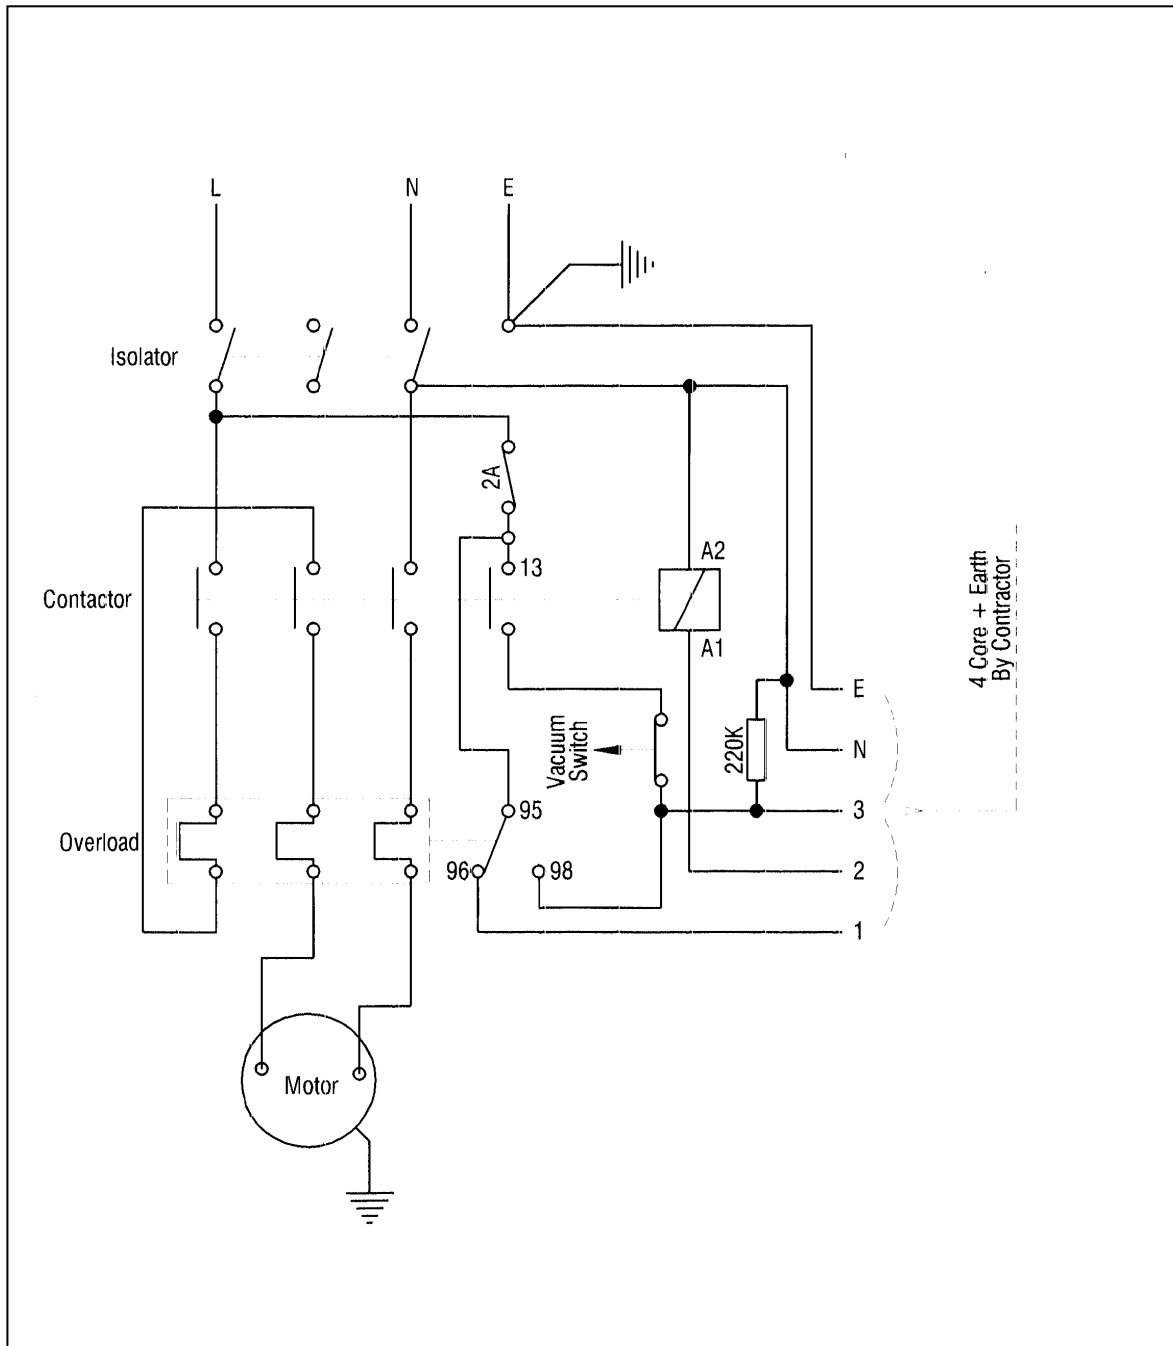 L
N
E
Isolator
2A
13
A2
Contactor
A1
4 Core + Earth
By Contractor
E
Vacuum
Switch
220K
N
95
3
Overload
96
98
2
1
Motor